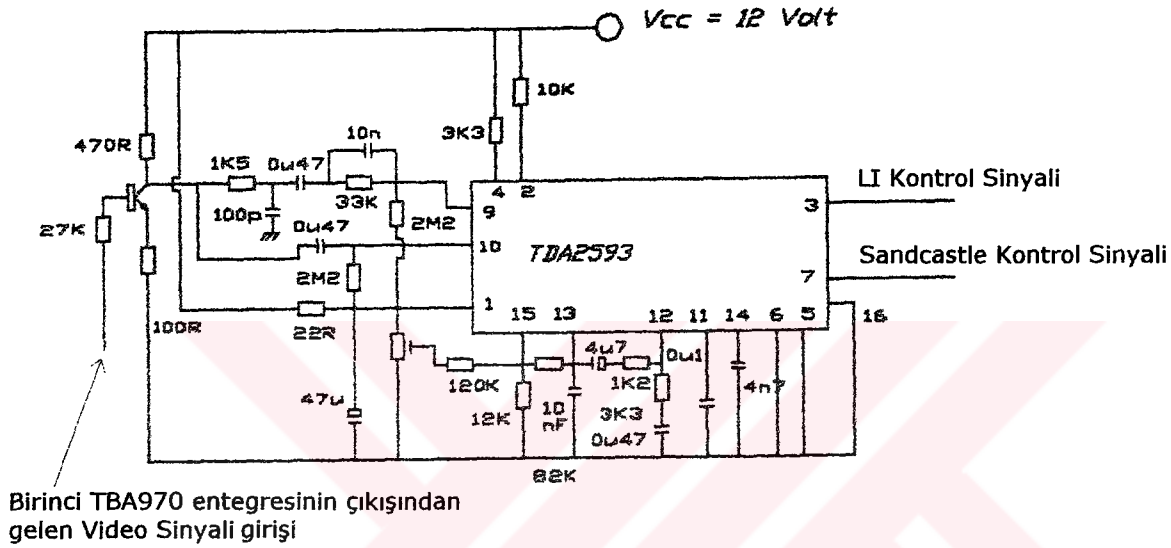 Vcc = 12 Volt
10K
3K3
470R
10n
1K5
0u47
33K
100p
27K
2M2
0u47
2M2
4
2
9
10
1
TDA2593
3
LI Kontrol Sinyali
7
Sandcastle Kontrol Sinyali
15
13
12
11
14
6
5
16
100R
22R
4u7
0u1
120K
1K2
4n7
47u
12K
10
nF
3K3
0u47
82K
Birinci TBA970 entegresinin çıkışından
gelen Video Sinyali girişi